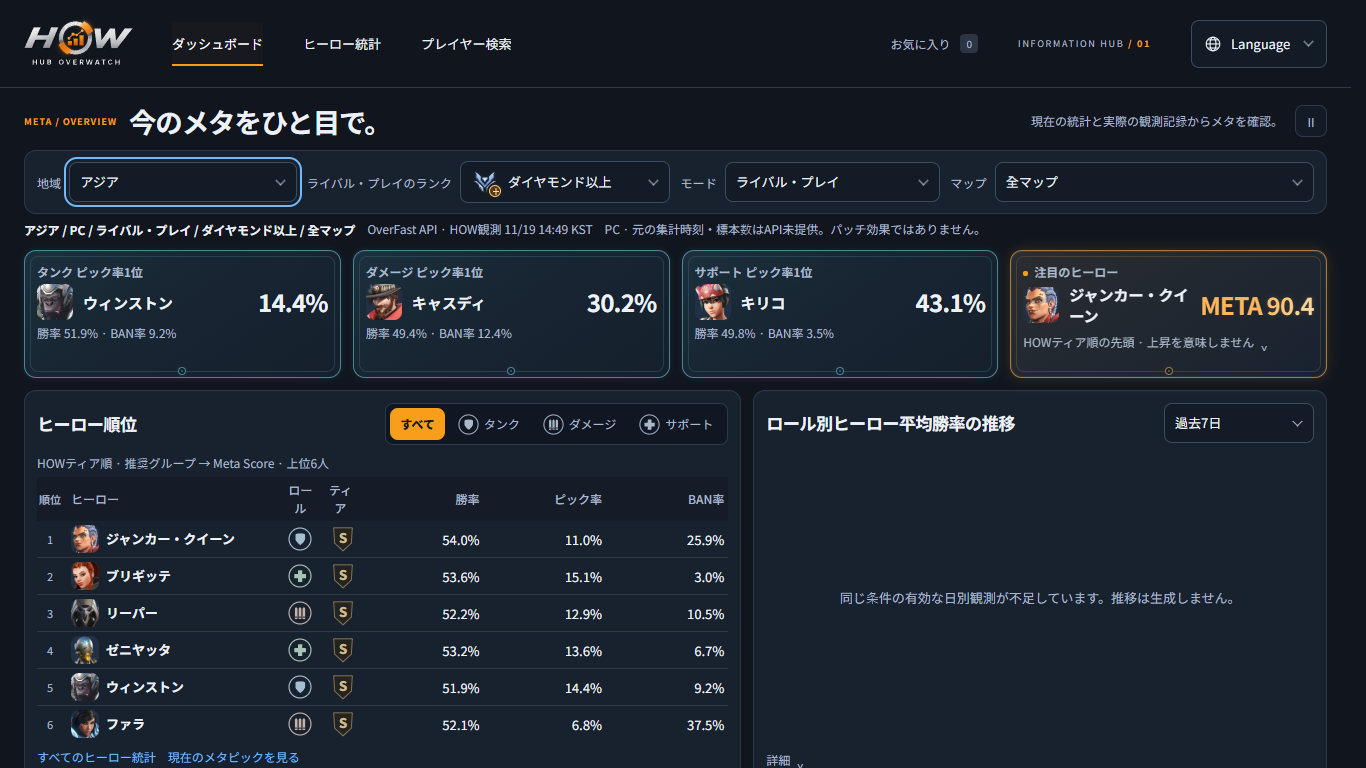 HOW
HUB OVERWATCH
ダッシュボード ヒーロー統計 プレイヤー検索 お気に入り 0 INFORMATION HUB / 01 Language
META / OVERVIEW 今のメタをひと目で。 現在の統計と実際の観測記録からメタを確認。
地域 アジア ライバル・プレイのランク ダイヤモンド以上 モード ライバル・プレイ マップ 全マップ
アジア / PC / ライバル・プレイ / ダイヤモンド以上 / 全マップ OverFast API · HOW観測 11/19 14:49 KST PC・元の集計時刻・標本数はAPI未提供。パッチ効果ではありません。
タンク ピック率1位
ウィンストン 14.4%
勝率 51.9% · BAN率 9.2%
ダメージ ピック率1位
キャスディ 30.2%
勝率 49.4% · BAN率 12.4%
サポート ピック率1位
キリコ 43.1%
勝率 49.8% · BAN率 3.5%
注目のヒーロー
ジャンカー・クイ
ーン META 90.4
HOWティア順の先頭・上昇を意味しません
ヒーロー順位 すべて タンク ダメージ サポート
HOWティア順・推奨グループ → Meta Score · 上位6人
順位 ヒーロー ロール ティア 勝率 ピック率 BAN率
1 ジャンカー・クイーン S 54.0% 11.0% 25.9%
2 ブリギッテ S 53.6% 15.1% 3.0%
3 リーパー S 52.2% 12.9% 10.5%
4 ゼニヤッタ S 53.2% 13.6% 6.7%
5 ウィンストン S 51.9% 14.4% 9.2%
6 ファラ S 52.1% 6.8% 37.5%
すべてのヒーロー統計 現在のメタピックを見る
ロール別ヒーロー平均勝率の推移 過去7日
同じ条件の有効な日別観測が不足しています。推移は生成しません。
詳細